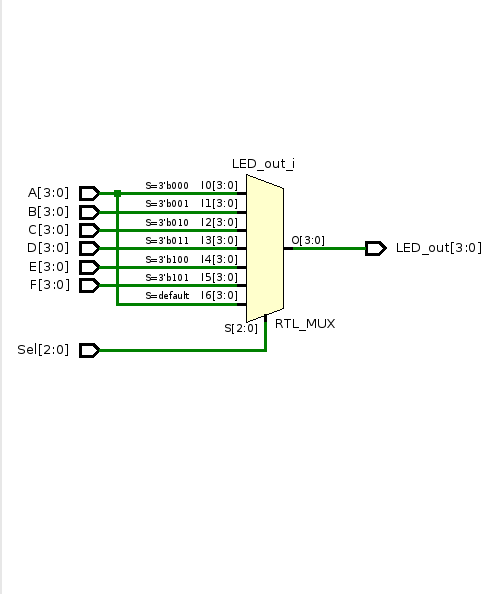 LED_out_i
A[3:0] S=3'b000 I0[3:0]
B[3:0] S=3'b001 I1[3:0]
C[3:0] S=3'b010 I2[3:0]
D[3:0] S=3'b011 I3[3:0] O[3:0] LED_out[3:0]
E[3:0] S=3'b100 I4[3:0]
F[3:0] S=3'b101 I5[3:0]
S=default I6[3:0]
S[2:0] RTL_MUX
Sel[2:0]